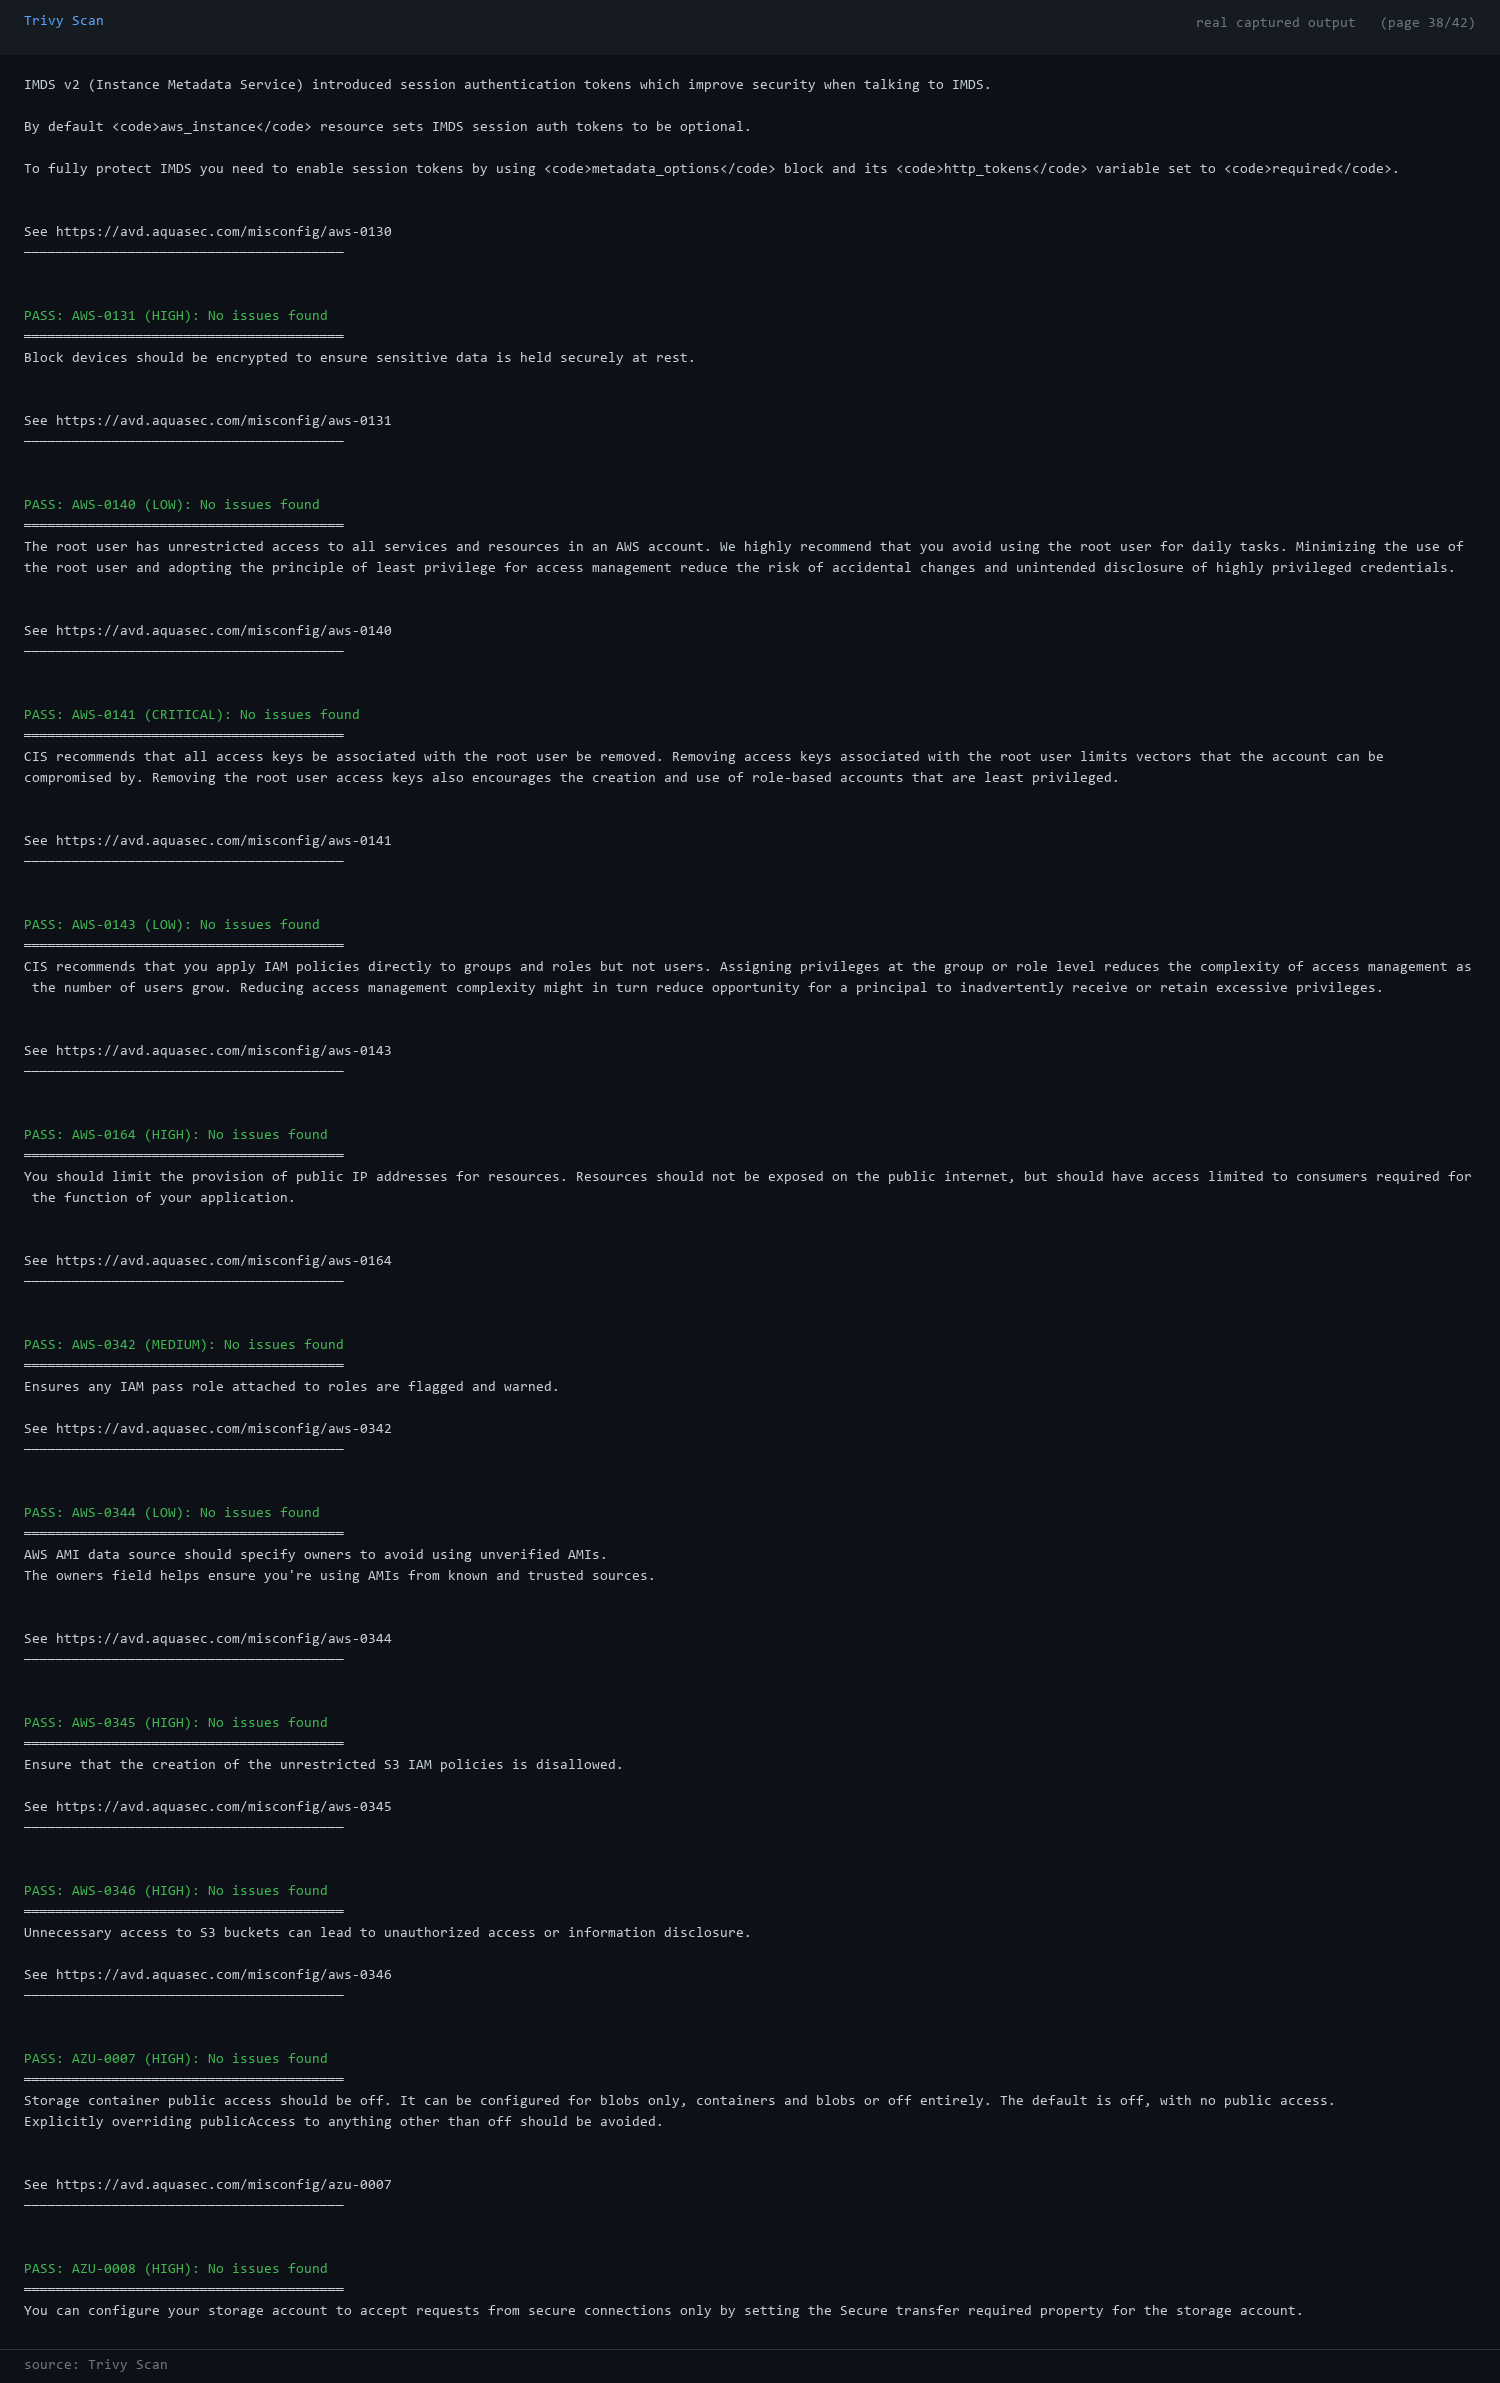 Trivy Scan
real captured output   (page 38/42)
IMDS v2 (Instance Metadata Service) introduced session authentication tokens which improve security when talking to IMDS.
By default <code>aws_instance</code> resource sets IMDS session auth tokens to be optional.
To fully protect IMDS you need to enable session tokens by using <code>metadata_options</code> block and its <code>http_tokens</code> variable set to <code>required</code>.
See https://avd.aquasec.com/misconfig/aws-0130
────────────────────────────────────────
PASS: AWS-0131 (HIGH): No issues found
════════════════════════════════════════
Block devices should be encrypted to ensure sensitive data is held securely at rest.
See https://avd.aquasec.com/misconfig/aws-0131
────────────────────────────────────────
PASS: AWS-0140 (LOW): No issues found
════════════════════════════════════════
The root user has unrestricted access to all services and resources in an AWS account. We highly recommend that you avoid using the root user for daily tasks. Minimizing the use of
the root user and adopting the principle of least privilege for access management reduce the risk of accidental changes and unintended disclosure of highly privileged credentials.
See https://avd.aquasec.com/misconfig/aws-0140
────────────────────────────────────────
PASS: AWS-0141 (CRITICAL): No issues found
════════════════════════════════════════
CIS recommends that all access keys be associated with the root user be removed. Removing access keys associated with the root user limits vectors that the account can be
compromised by. Removing the root user access keys also encourages the creation and use of role-based accounts that are least privileged.
See https://avd.aquasec.com/misconfig/aws-0141
────────────────────────────────────────
PASS: AWS-0143 (LOW): No issues found
════════════════════════════════════════
CIS recommends that you apply IAM policies directly to groups and roles but not users. Assigning privileges at the group or role level reduces the complexity of access management as
 the number of users grow. Reducing access management complexity might in turn reduce opportunity for a principal to inadvertently receive or retain excessive privileges.
See https://avd.aquasec.com/misconfig/aws-0143
────────────────────────────────────────
PASS: AWS-0164 (HIGH): No issues found
════════════════════════════════════════
You should limit the provision of public IP addresses for resources. Resources should not be exposed on the public internet, but should have access limited to consumers required for
 the function of your application.
See https://avd.aquasec.com/misconfig/aws-0164
────────────────────────────────────────
PASS: AWS-0342 (MEDIUM): No issues found
════════════════════════════════════════
Ensures any IAM pass role attached to roles are flagged and warned.
See https://avd.aquasec.com/misconfig/aws-0342
────────────────────────────────────────
PASS: AWS-0344 (LOW): No issues found
════════════════════════════════════════
AWS AMI data source should specify owners to avoid using unverified AMIs.
The owners field helps ensure you're using AMIs from known and trusted sources.
See https://avd.aquasec.com/misconfig/aws-0344
────────────────────────────────────────
PASS: AWS-0345 (HIGH): No issues found
════════════════════════════════════════
Ensure that the creation of the unrestricted S3 IAM policies is disallowed.
See https://avd.aquasec.com/misconfig/aws-0345
────────────────────────────────────────
PASS: AWS-0346 (HIGH): No issues found
════════════════════════════════════════
Unnecessary access to S3 buckets can lead to unauthorized access or information disclosure.
See https://avd.aquasec.com/misconfig/aws-0346
────────────────────────────────────────
PASS: AZU-0007 (HIGH): No issues found
════════════════════════════════════════
Storage container public access should be off. It can be configured for blobs only, containers and blobs or off entirely. The default is off, with no public access.
Explicitly overriding publicAccess to anything other than off should be avoided.
See https://avd.aquasec.com/misconfig/azu-0007
────────────────────────────────────────
PASS: AZU-0008 (HIGH): No issues found
════════════════════════════════════════
You can configure your storage account to accept requests from secure connections only by setting the Secure transfer required property for the storage account.
source: Trivy Scan